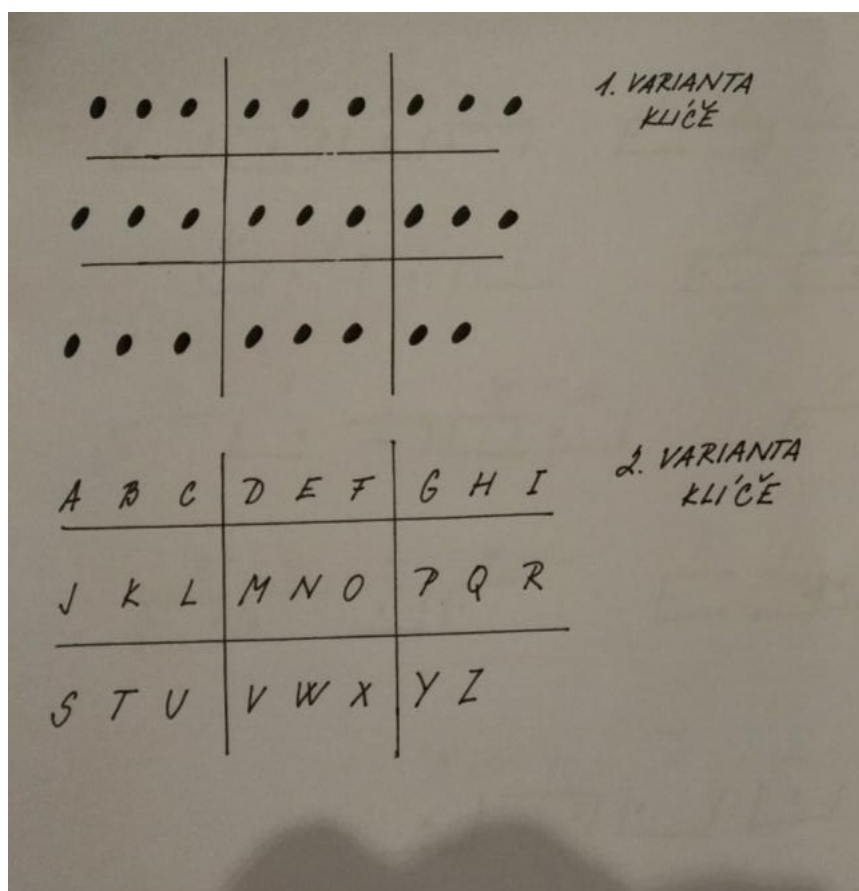 1. VARIANTA
KLÍČE
2. VARIANTA
KLÍČE
A B C D E F G H I
J K L M N O P Q R
S T U V W X Y Z